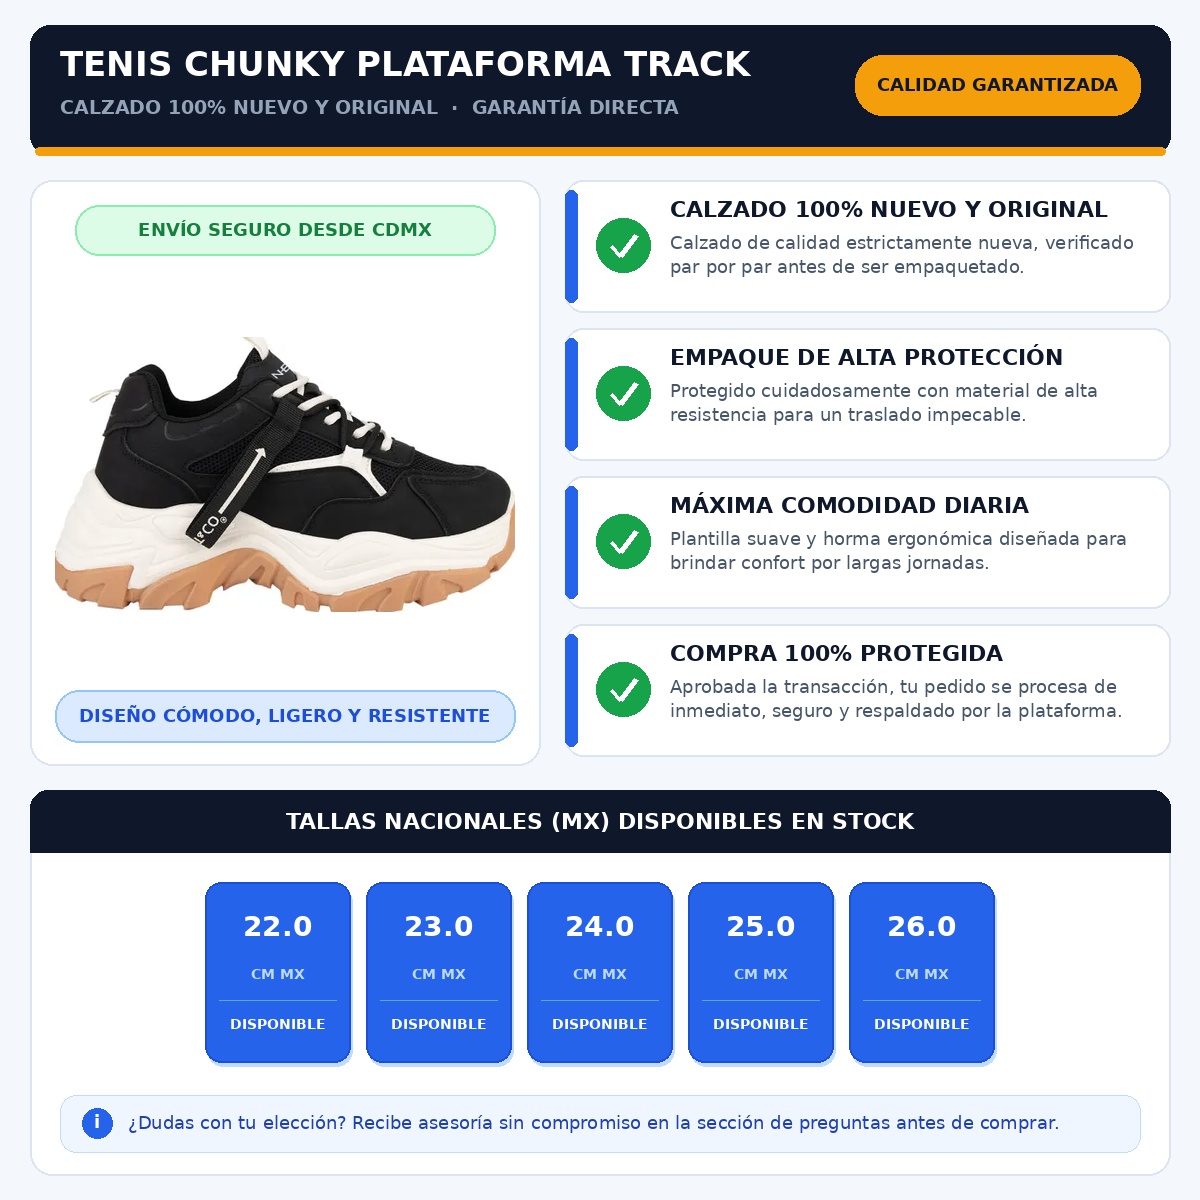 TENIS CHUNKY PLATAFORMA TRACK
CALZADO 100% NUEVO Y ORIGINAL · GARANTÍA DIRECTA
CALIDAD GARANTIZADA
ENVÍO SEGURO DESDE CDMX
L&CO®
DISEÑO CÓMODO, LIGERO Y RESISTENTE
CALZADO 100% NUEVO Y ORIGINAL
Calzado de calidad estrictamente nueva, verificado
par por par antes de ser empaquetado.
EMPAQUE DE ALTA PROTECCIÓN
Protegido cuidadosamente con material de alta
resistencia para un traslado impecable.
MÁXIMA COMODIDAD DIARIA
Plantilla suave y horma ergonómica diseñada para
brindar confort por largas jornadas.
COMPRA 100% PROTEGIDA
Aprobada la transacción, tu pedido se procesa de
inmediato, seguro y respaldado por la plataforma.
TALLAS NACIONALES (MX) DISPONIBLES EN STOCK
22.0
CM MX
DISPONIBLE
23.0
CM MX
DISPONIBLE
24.0
CM MX
DISPONIBLE
25.0
CM MX
DISPONIBLE
26.0
CM MX
DISPONIBLE
i ¿Dudas con tu elección? Recibe asesoría sin compromiso en la sección de preguntas antes de comprar.